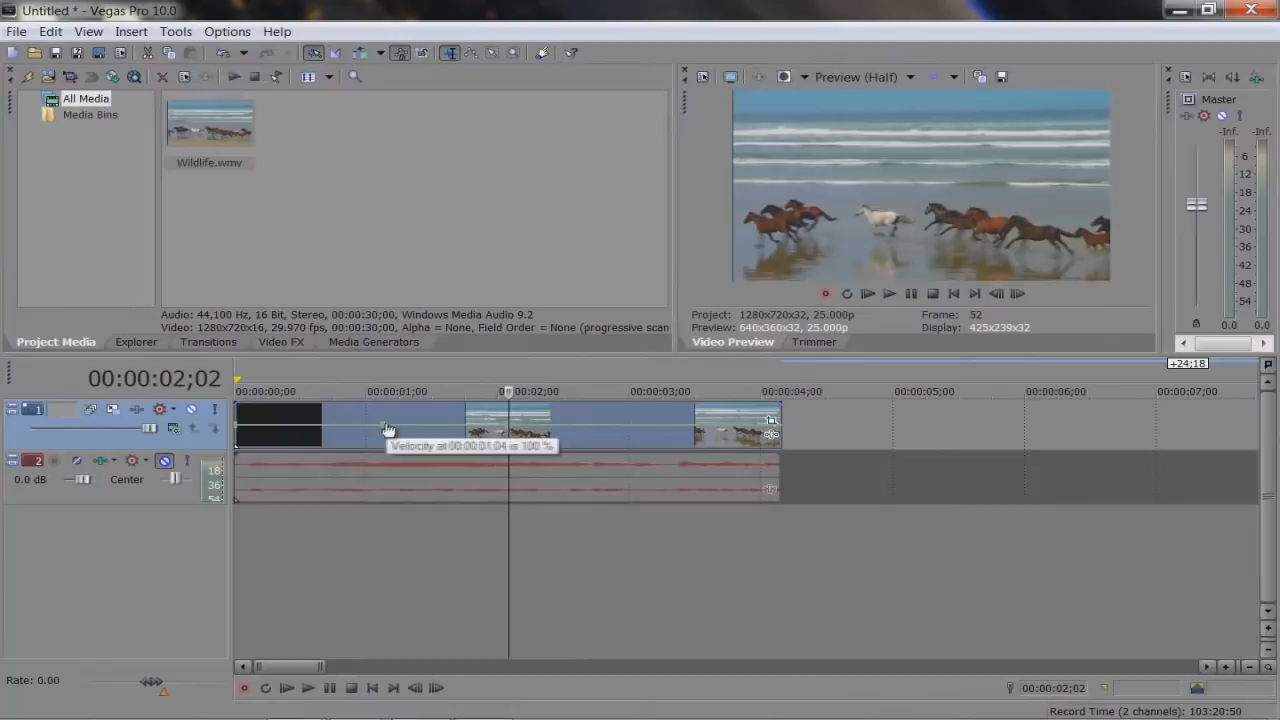 Untitled * - Vegas Pro 10.0
File Edit View Insert Tools Options Help
All Media
Media Bins
Wildlife.wmv
Audio: 44,100 Hz, 16 Bit, Stereo, 00:00:30;00, Windows Media Audio 9.2
Video: 1280x720x16, 29.970 fps, 00:00:30;00, Alpha = None, Field Order = None (progressive scan
Project Media Explorer Transitions Video FX Media Generators
Preview (Half)
Project: 1280x720x32, 25.000p Frame: 52
Preview: 640x360x32, 25.000p Display: 425x239x32
Video Preview Trimmer
Master
-Inf. -Inf.
6
12
18
24
30
36
42
48
54
0.0 0.0
+24;18
00:00:02;02
00:00:00;00 00:00:01;00 00:00:02;00 00:00:03;00 00:00:04;00 00:00:05;00 00:00:06;00 00:00:07;00
1
Velocity at 00:00:01;04 is 100 %
2
0.0 dB Center
18
36
54
Rate: 0.00
00:00:02;02
Record Time (2 channels): 103:20:50